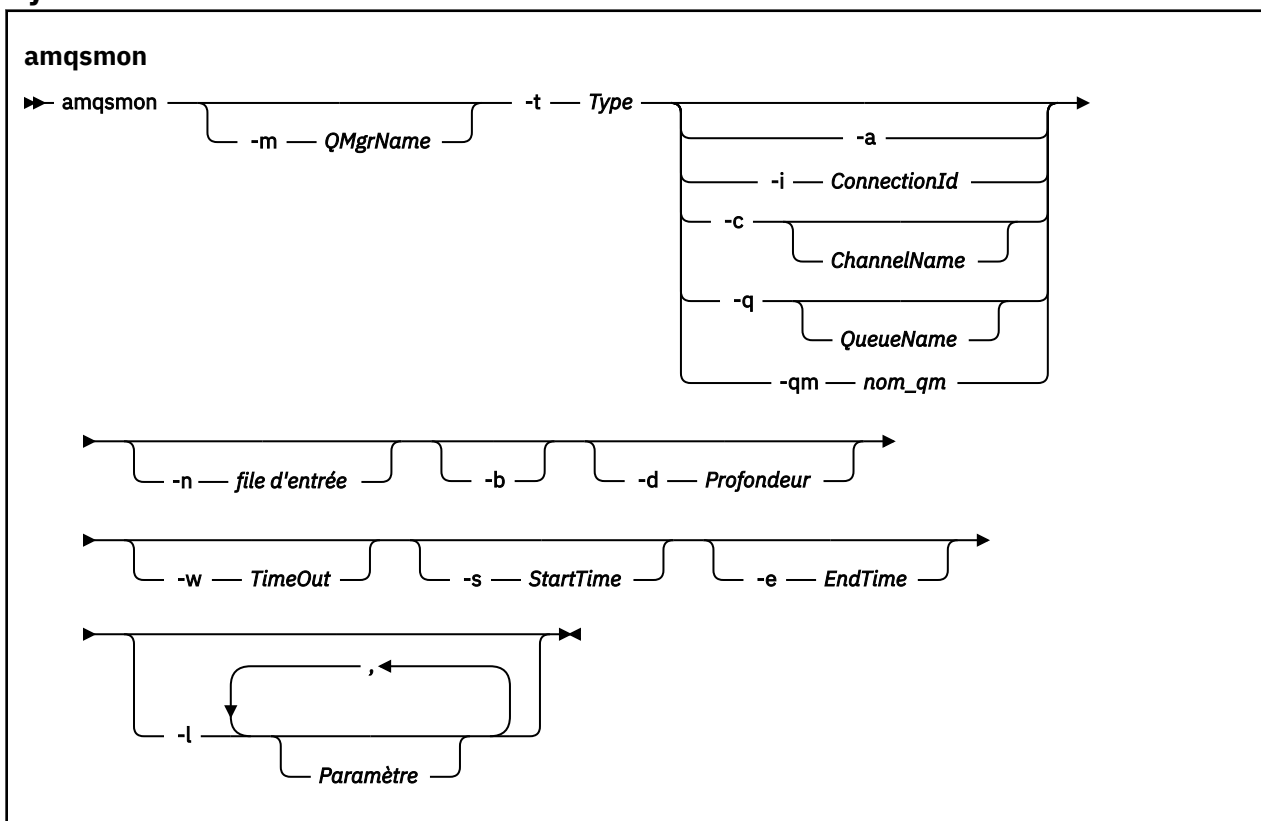 amqsmon
amqsmon -t Type
-m QMgrName
-a
-i ConnectionId
-c
ChannelName
-q
QueueName
-qm nom_qm
-n file d'entrée -b -d Profondeur
-w TimeOut -s StartTime -e EndTime
,
-l
Paramètre